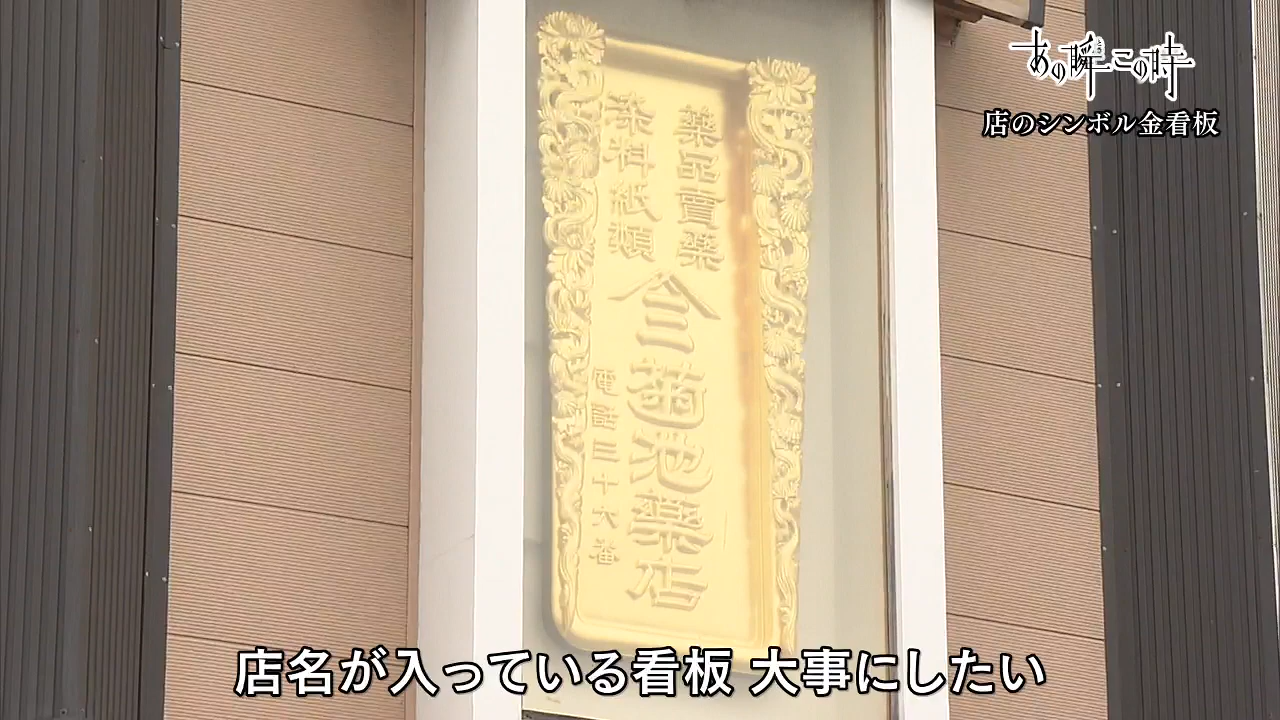 あの瞬間この時
店のシンボル金看板
藥品賣藥
染料紙類
菊池藥店
電話三十六番
店名が入っている看板 大事にしたい